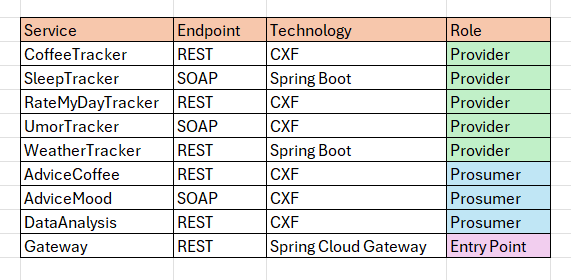 Service Endpoint Technology Role
CoffeeTracker REST CXF Provider
SleepTracker SOAP Spring Boot Provider
RateMyDayTracker REST CXF Provider
UmorTracker SOAP CXF Provider
WeatherTracker REST Spring Boot Provider
AdviceCoffee REST CXF Prosumer
AdviceMood SOAP CXF Prosumer
DataAnalysis REST CXF Prosumer
Gateway REST Spring Cloud Gateway Entry Point